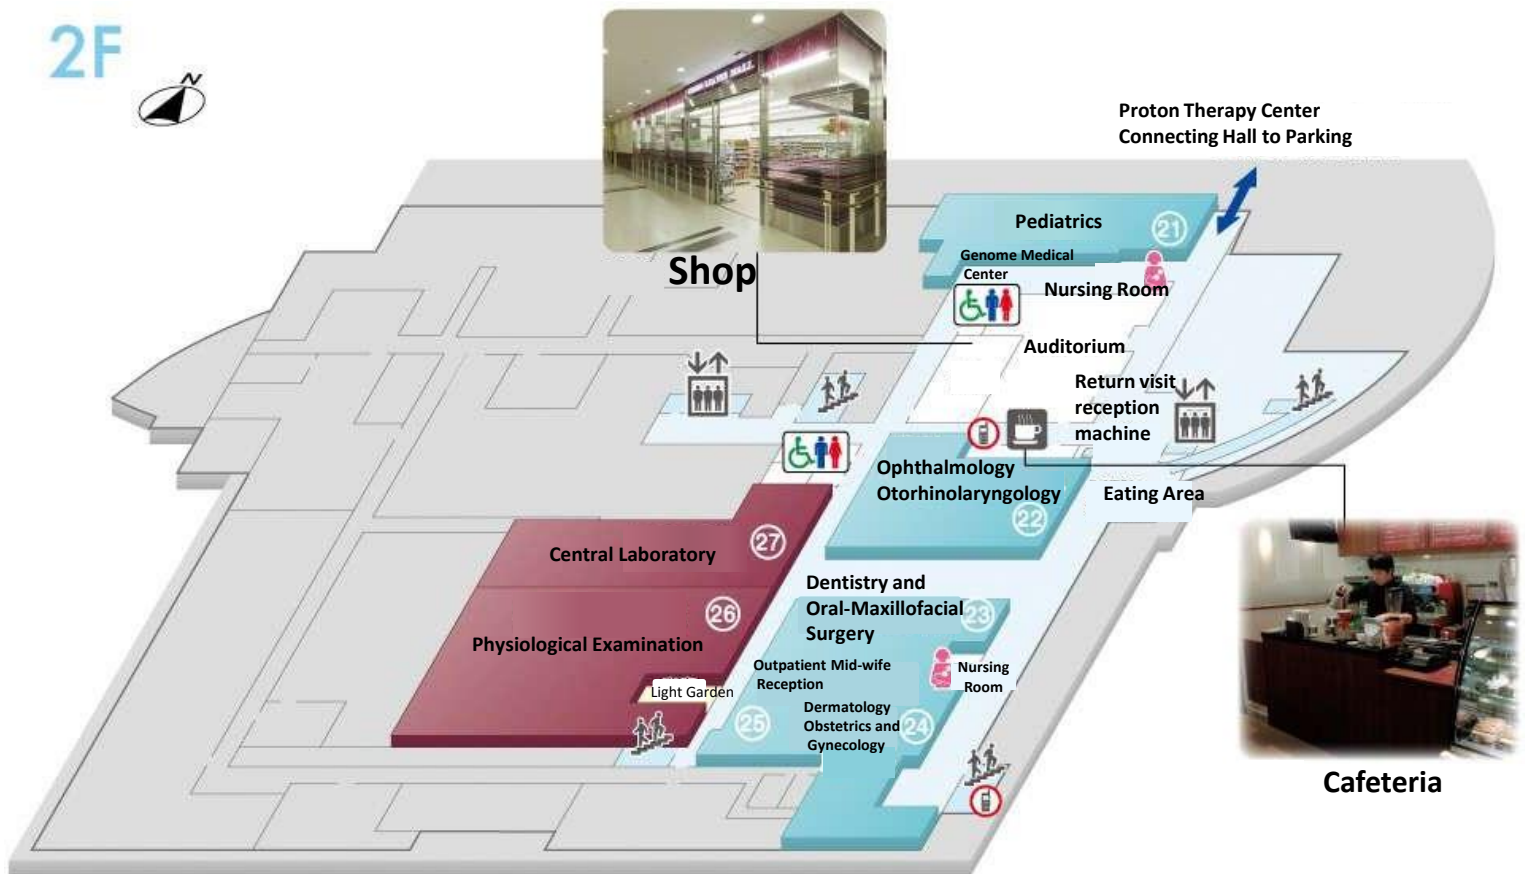 2F
N
Proton Therapy Center
Connecting Hall to Parking
Shop
Pediatrics
21
Genome Medical
Center
Nursing Room
Auditorium
Return visit
reception
machine
Ophthalmology
Otorhinolaryngology
22
Eating Area
Central Laboratory
27
Dentistry and
Oral-Maxillofacial
Surgery
23
26
Physiological Examination
Outpatient Mid-wife
Reception
Nursing
Room
Light Garden
25
Dermatology
Obstetrics and
Gynecology
24
Cafeteria